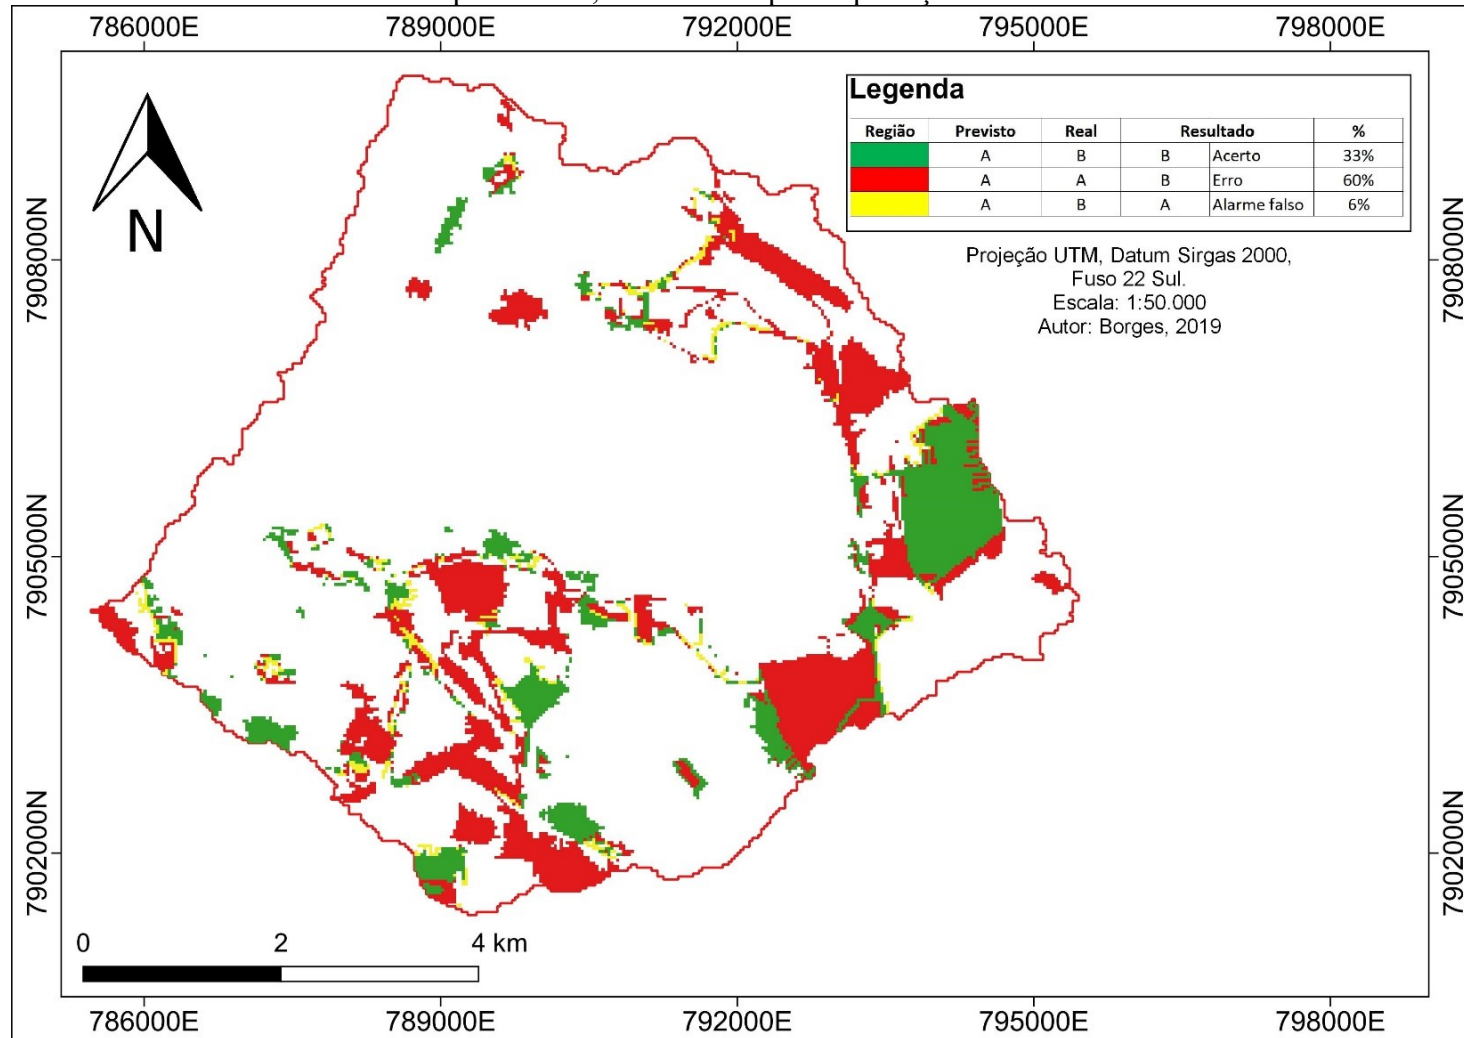 786000E 789000E 792000E 795000E 798000E
Legenda
Região Previsto Real Resultado %
A B B Acerto 33%
A A B Erro 60%
A B A Alarme falso 6%
N
Projeção UTM, Datum Sirgas 2000,
Fuso 22 Sul.
Escala: 1:50.000
Autor: Borges, 2019
7908000N 7908000N
7905000N 7905000N
7902000N 7902000N
0 2 4 km
786000E 789000E 792000E 795000E 798000E